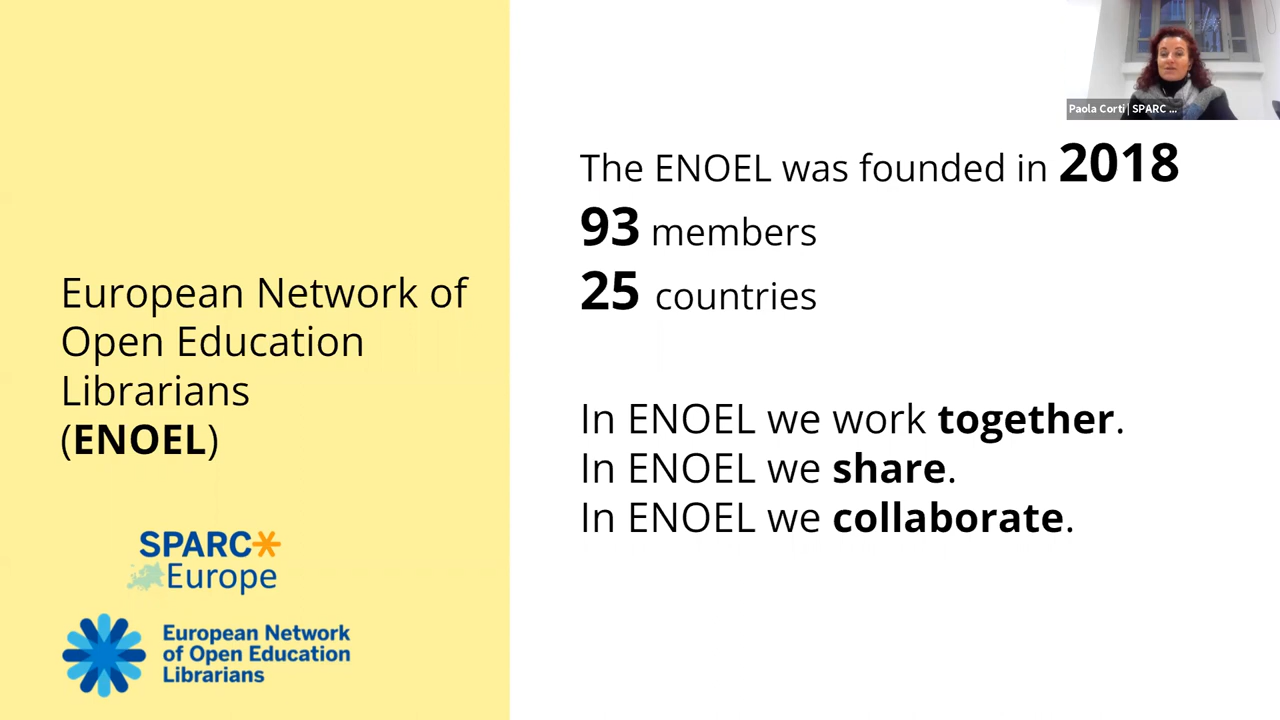 Paola Corti | SPARC ...
The ENOEL was founded in 2018
93 members
25 countries
European Network of
Open Education
Librarians
(ENOEL)
In ENOEL we work together.
In ENOEL we share.
In ENOEL we collaborate.
SPARC
Europe
European Network
of Open Education
Librarians